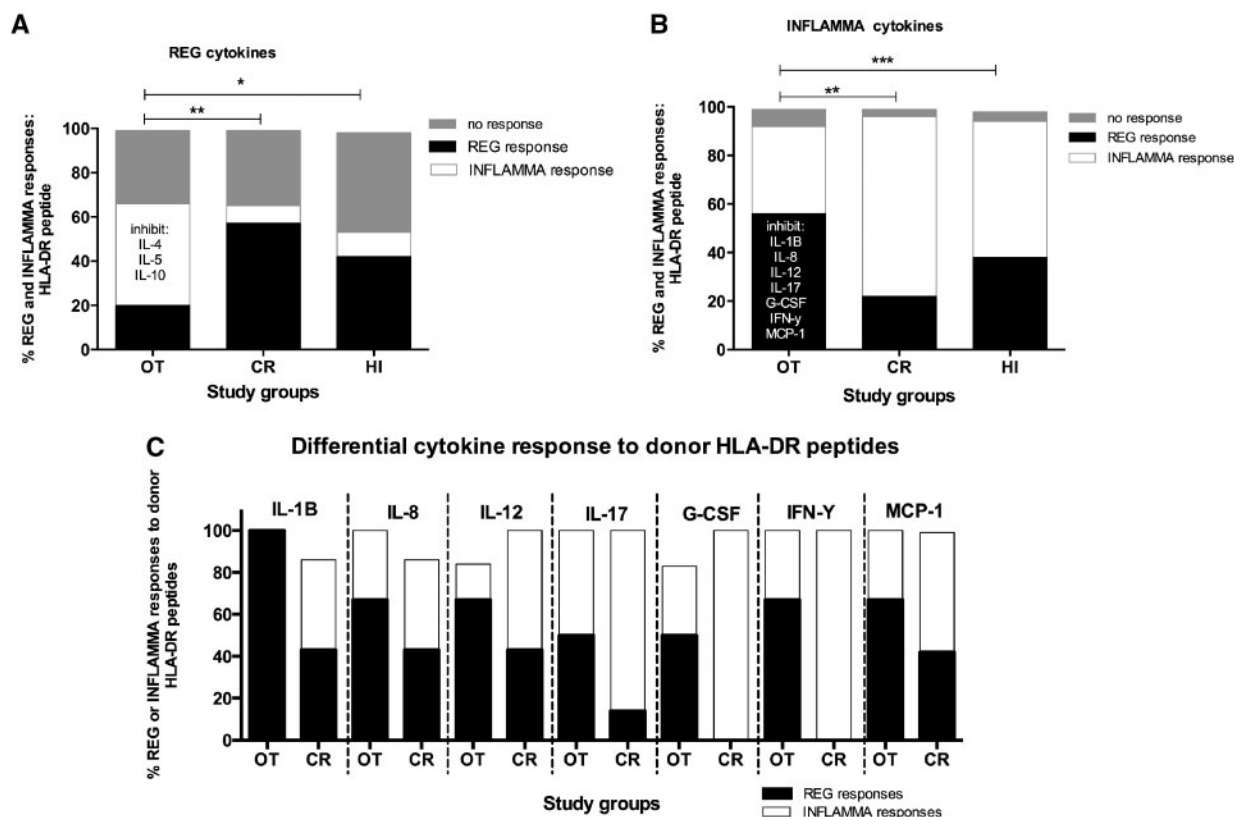 A
REG cytokines
*
**
% REG and INFLAMMA responses:
HLA-DR peptide
100
80
60
40
20
0
inhibit:
IL-4
IL-5
IL-10
OT
CR
HI
Study groups
no response
REG response
INFLAMMA response
B
INFLAMMA cytokines
***
**
% REG and INFLAMMA responses:
HLA-DR peptide
100
80
60
40
20
0
inhibit:
IL-1B
IL-8
IL-12
IL-17
G-CSF
IFN-y
MCP-1
OT
CR
HI
Study groups
no response
REG response
INFLAMMA response
C
Differential cytokine response to donor HLA-DR peptides
% REG or INFLAMMA responses to donor
HLA-DR peptides
100
80
60
40
20
0
IL-1B
IL-8
IL-12
IL-17
G-CSF
IFN-Y
MCP-1
OT CR OT CR OT CR OT CR OT CR OT CR OT CR
Study groups
REG responses
INFLAMMA responses